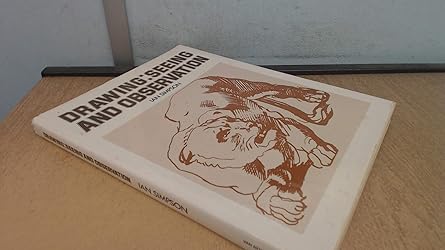 DRAWING: SEEING
AND OBSERVATION
IAN SIMPSON
DRAWING: SEEING AND OBSERVATION IAN SIMPSON